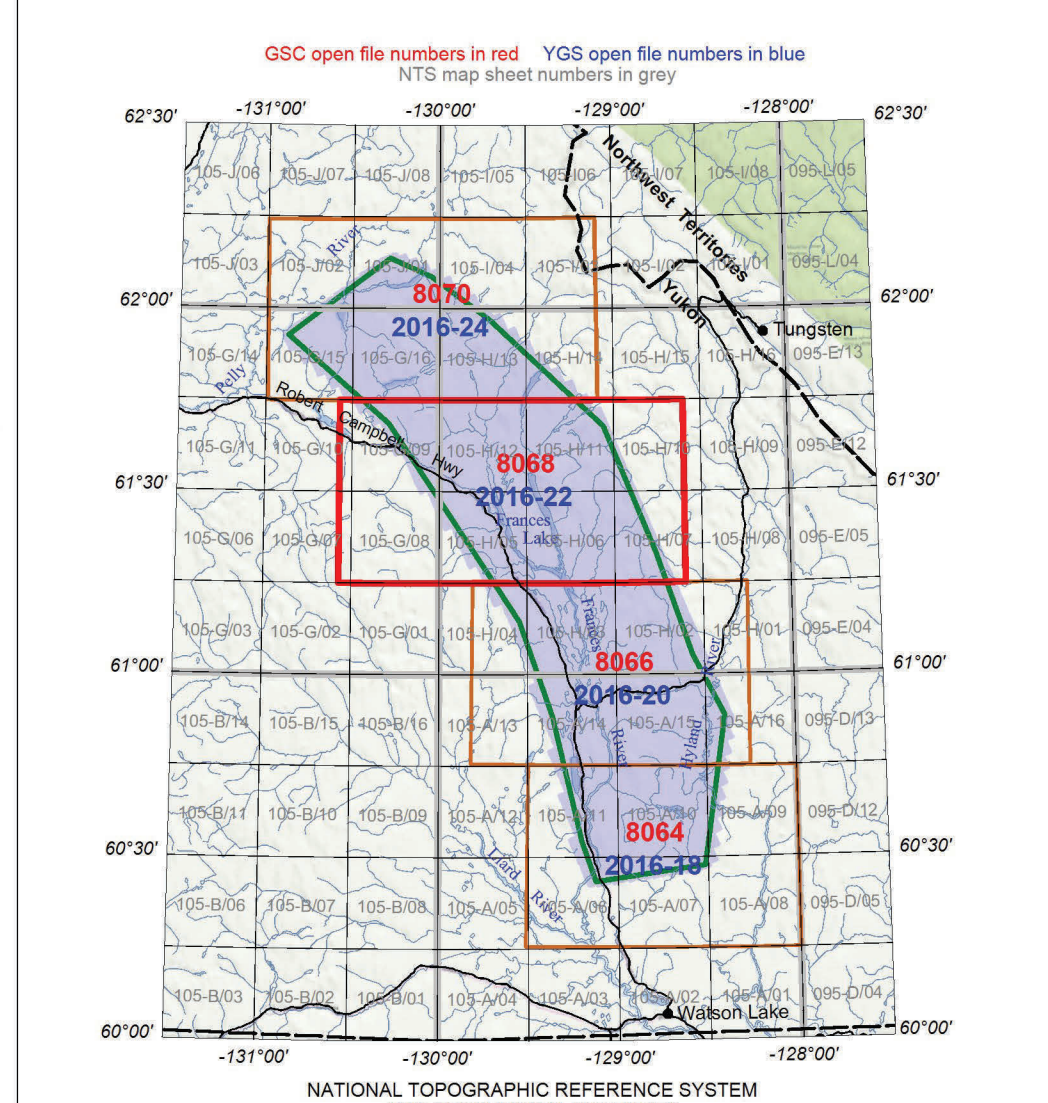 GSC open file numbers in red YGS open file numbers in blue
NTS map sheet numbers in grey
-131°00' -130°00' -129°00' -128°00'
62°30' 62°30'
105-J/06 105-J/07 105-J/08 105-I/05 105-I/06 105-I/07 105-I/08 095-L/05
Northwest Territories
Yukon
River
105-J/03 105-J/02 105-J/01 105-I/04 105-I/03 105-I/02 105-I/01 095-L/04
8070
62°00' 62°00'
2016-24
Tungsten
105-G/14 105-G/15 105-G/16 105-H/13 105-H/14 105-H/15 105-H/16 095-E/13
Pelly
Robert Campbell Hwy
105-G/11 105-G/10 105-G/09 105-H/12 105-H/11 105-H/10 105-H/09 095-E/12
8068
61°30' 61°30'
2016-22
Frances
Lake
105-G/06 105-G/07 105-G/08 105-H/05 105-H/06 105-H/07 105-H/08 095-E/05
Frances
105-G/03 105-G/02 105-G/01 105-H/04 105-H/03 105-H/02 105-H/01 095-E/04
River
8066
61°00' 61°00'
2016-20
105-B/14 105-B/15 105-B/16 105-A/13 105-A/14 105-A/15 105-A/16 095-D/13
River
Hyland
105-B/11 105-B/10 105-B/09 105-A/12 105-A/11 105-A/10 105-A/09 095-D/12
8064
60°30' 60°30'
2016-18
Liard
River
105-B/06 105-B/07 105-B/08 105-A/05 105-A/06 105-A/07 105-A/08 095-D/05
105-B/03 105-B/02 105-B/01 105-A/04 105-A/03 105-A/02 105-A/01 095-D/04
Watson Lake
60°00' 60°00'
-131°00' -130°00' -129°00' -128°00'
NATIONAL TOPOGRAPHIC REFERENCE SYSTEM